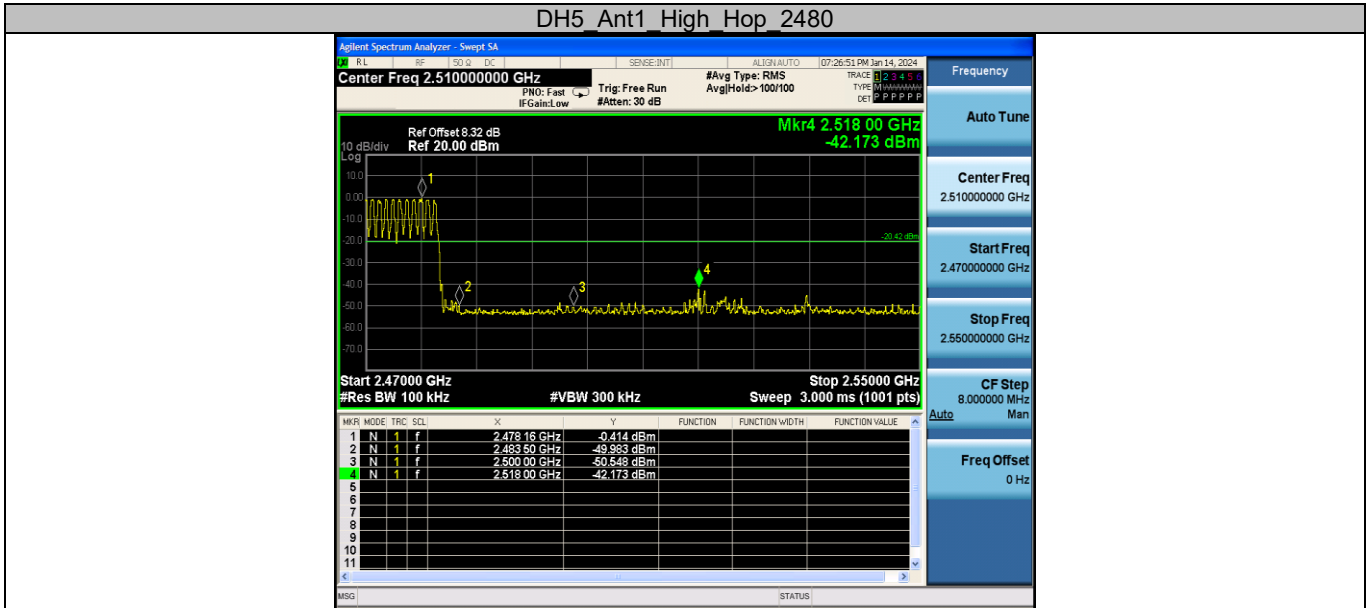 DH5_Ant1_High_Hop_2480
Agilent Spectrum Analyzer - Swept SA
LXI RL RF 50 Ω DC SENSE:INT ALIGNAUTO 07:26:51 PM Jan 14, 2024
Center Freq 2.510000000 GHz
PNO: Fast
IFGain:Low
Trig: Free Run
#Atten: 30 dB
#Avg Type: RMS
Avg|Hold:>100/100
TRACE 1 2 3 4 5 6
TYPE MWWWWW
DET P P P P P P
Frequency
Auto Tune
Center Freq
2.510000000 GHz
Start Freq
2.470000000 GHz
Stop Freq
2.550000000 GHz
CF Step
8.000000 MHz
Auto Man
Freq Offset
0 Hz
Mkr4 2.518 00 GHz
-42.173 dBm
Ref Offset 8.32 dB
10 dB/div Ref 20.00 dBm
Log
10.0
0.00
-10.0
-20.0
-30.0
-40.0
-50.0
-60.0
-70.0
1
2
3
4
-20.42 dBm
Start 2.47000 GHz Stop 2.55000 GHz
#Res BW 100 kHz #VBW 300 kHz Sweep 3.000 ms (1001 pts)
MKR MODE TRC SCL X Y FUNCTION FUNCTION WIDTH FUNCTION VALUE
1 N 1 f 2.478 16 GHz -0.414 dBm
2 N 1 f 2.483 50 GHz -49.983 dBm
3 N 1 f 2.500 00 GHz -50.548 dBm
4 N 1 f 2.518 00 GHz -42.173 dBm
5
6
7
8
9
10
11
MSG STATUS